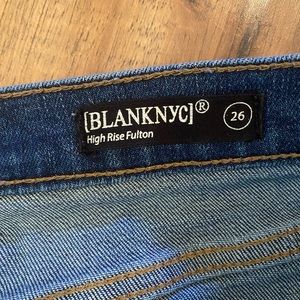 [BLANKNYC]®
High Rise Fulton
26